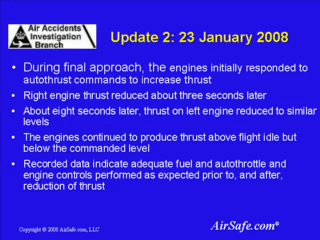 Air Accidents
Investigation
Branch
Update 2: 23 January 2008
• During final approach, the engines initially responded to
autothrust commands to increase thrust
• Right engine thrust reduced about three seconds later
• About eight seconds later, thrust on left engine reduced to similar
levels
• The engines continued to produce thrust above flight idle but
below the commanded level
• Recorded data indicate adequate fuel and autothrottle and
engine controls performed as expected prior to, and after,
reduction of thrust
Copyright © 2008 AirSafe.com, LLC
AirSafe.com®